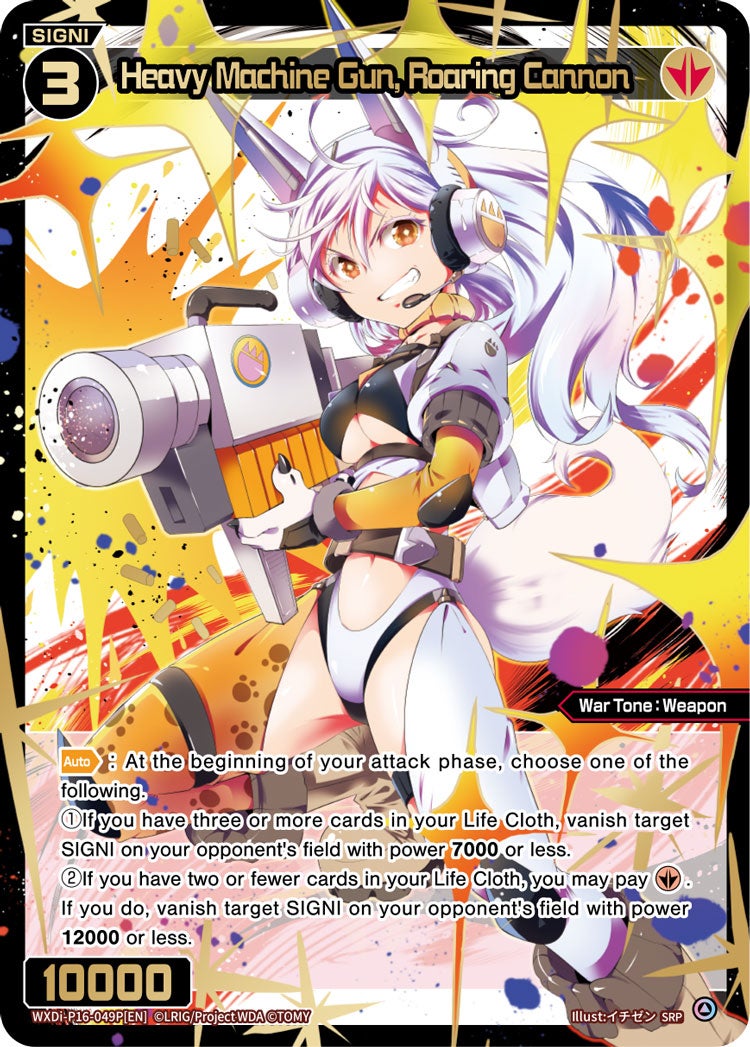 SIGNI
3 Heavy Machine Gun, Roaring Cannon
War Tone:Weapon
Auto : At the beginning of your attack phase, choose one of the
following.
①If you have three or more cards in your Life Cloth, vanish target
SIGNI on your opponent's field with power 7000 or less.
②If you have two or fewer cards in your Life Cloth, you may pay .
If you do, vanish target SIGNI on your opponent's field with power
12000 or less.
10000
WXDi-P16-049P[EN] ©LRIG/Project WDA ©TOMY Illust:イチゼン SRP